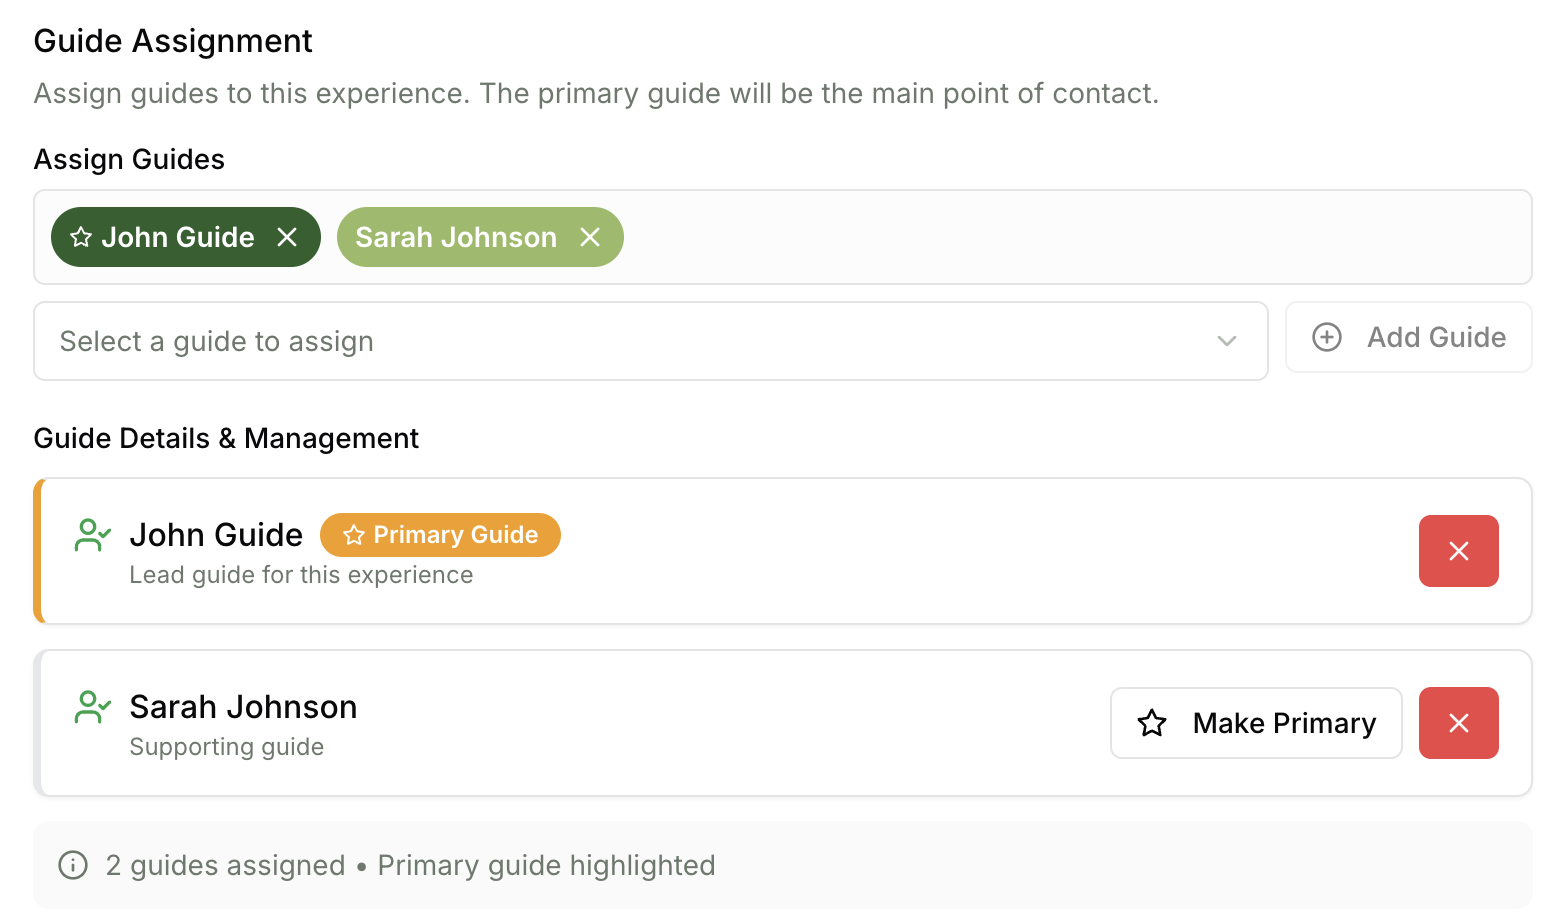 Guide Assignment
Assign guides to this experience. The primary guide will be the main point of contact.
Assign Guides
John Guide
Sarah Johnson
Select a guide to assign
Add Guide
Guide Details & Management
John Guide
Primary Guide
Lead guide for this experience
Sarah Johnson
Supporting guide
Make Primary
2 guides assigned • Primary guide highlighted